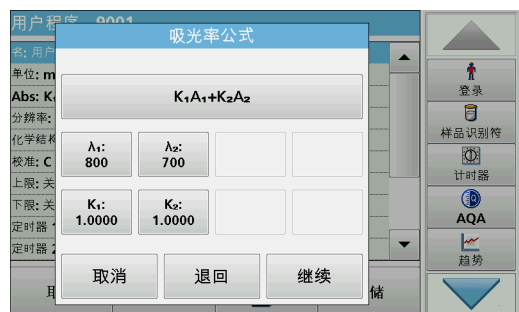 用户程序 9001
吸光率公式
名: 用户
单位: m
Abs: K₁
分辨率:
化学结构
校准: C
上限: 关
下限: 关
定时器
定时器 2
K₁A₁+K₂A₂
λ₁:
800
λ₂:
700
K₁:
1.0000
K₂:
1.0000
取消
退回
继续
储
登录
样品识别符
计时器
AQA
趋势